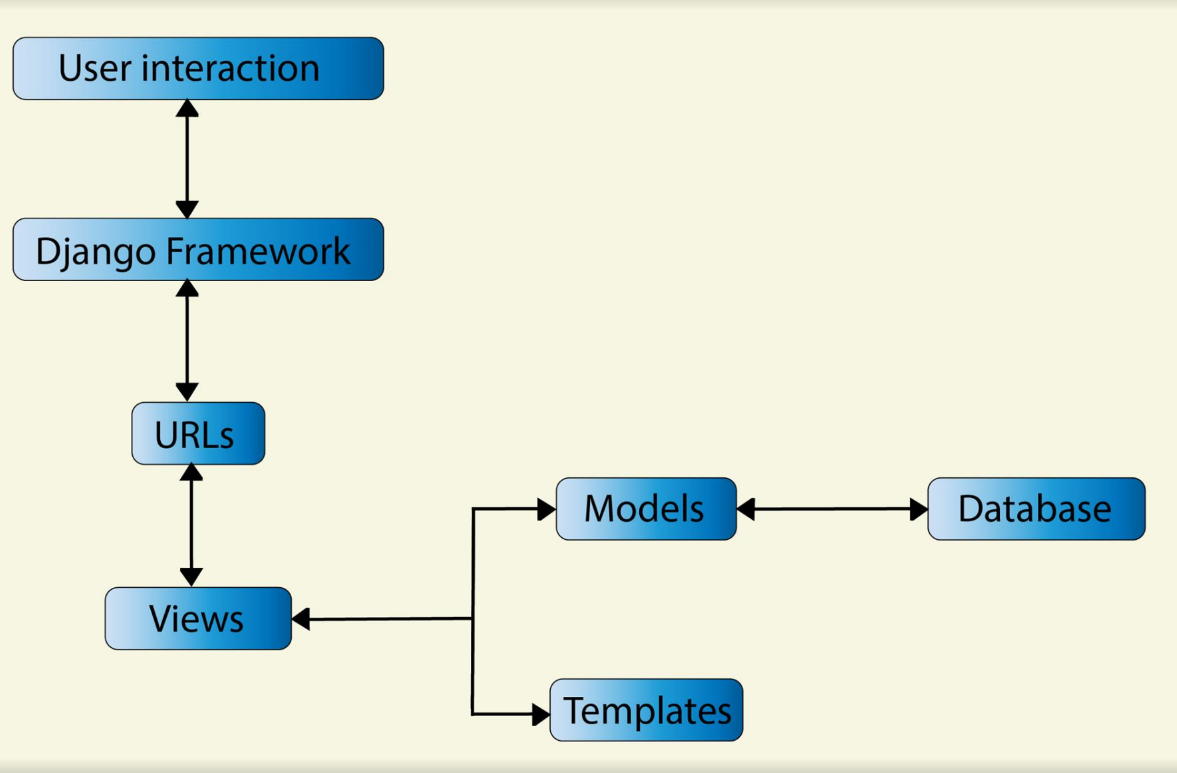 User interaction
Django Framework
URLs
Models
Database
Views
Templates